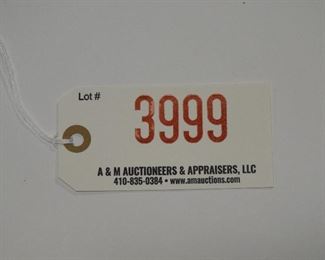 Lot #
3999
A & M AUCTIONEERS & APPRAISERS, LLC
410-835-0384 • www.amauctions.com